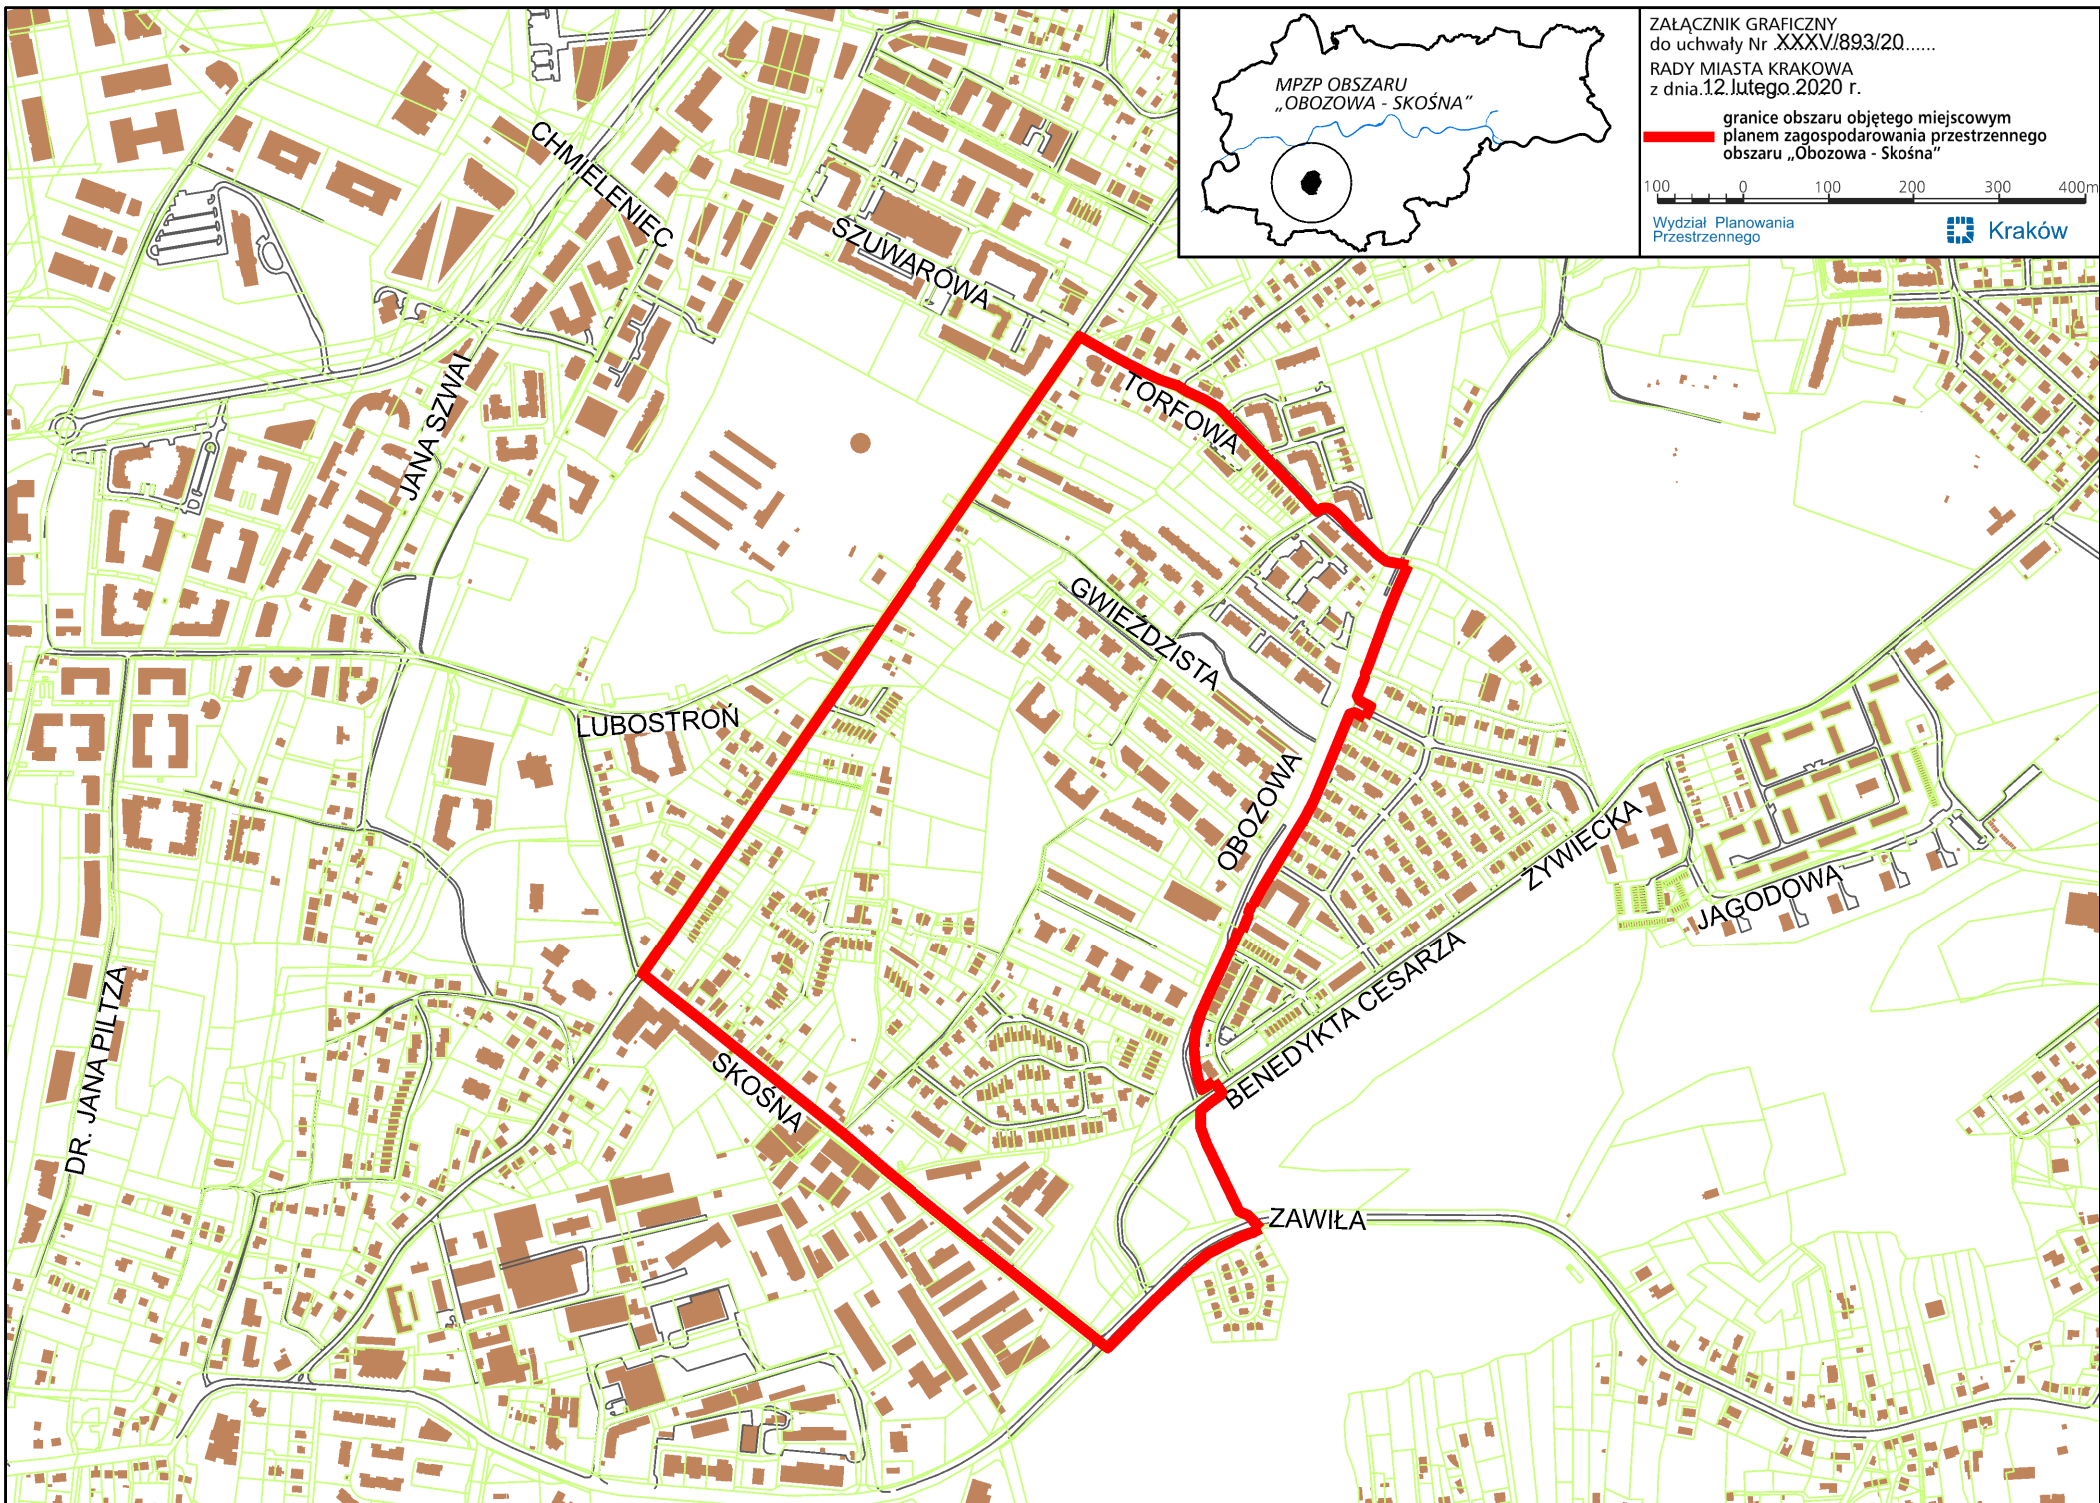 MPZP OBSZARU
„OBOZOWA - SKOŚNA”
ZAŁĄCZNIK GRAFICZNY
do uchwały Nr XXXV/893/20......
RADY MIASTA KRAKOWA
z dnia.12 lutego 2020 r.
granice obszaru objętego miejscowym
planem zagospodarowania przestrzennego
obszaru „Obozowa - Skośna”
100 0 100 200 300 400m
Wydział Planowania
Przestrzennego
Kraków
CHMIELENIEC
SZUWAROWA
JANA SZWAI
TORFOWA
GWIEŹDZISTA
LUBOSTROŃ
OBOZOWA
ŻYWIECKA
JAGODOWA
BENEDYKTA CESARZA
DR. JANA PILTZA
SKOŚNA
ZAWIŁA